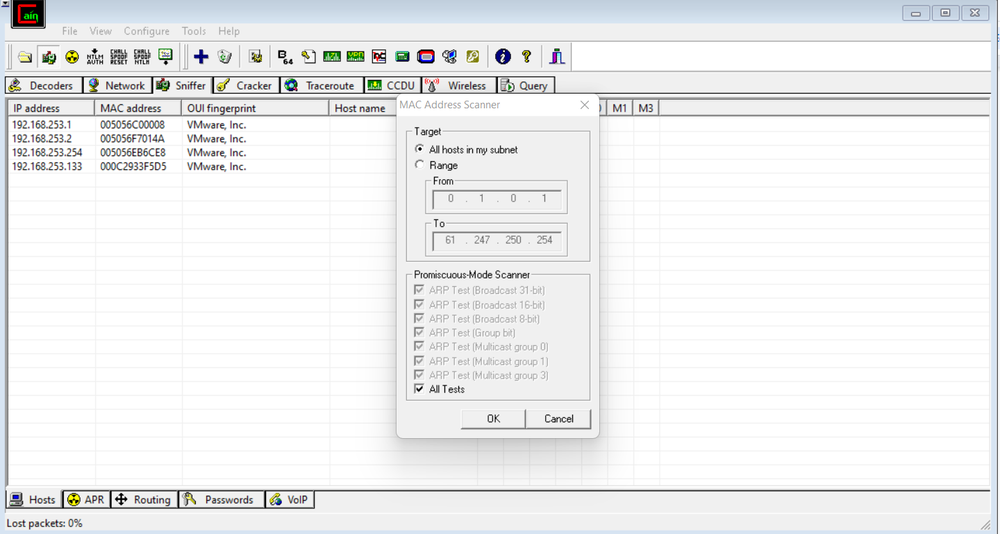 Cain
File View Configure Tools Help
NTLM AUTH CHALL SPOOF RESET CHALL SPOOF NTLM B 64
Decoders Network Sniffer Cracker Traceroute CCDU Wireless Query
IP address MAC address OUI fingerprint Host name M1 M3
192.168.253.1 005056C00008 VMware, Inc.
192.168.253.2 005056F7014A VMware, Inc.
192.168.253.254 005056EB6CE8 VMware, Inc.
192.168.253.133 000C2933F5D5 VMware, Inc.
MAC Address Scanner
Target
All hosts in my subnet
Range
From
0 . 1 . 0 . 1
To
61 . 247 . 250 . 254
Promiscuous-Mode Scanner
ARP Test (Broadcast 31-bit)
ARP Test (Broadcast 16-bit)
ARP Test (Broadcast 8-bit)
ARP Test (Group bit)
ARP Test (Multicast group 0)
ARP Test (Multicast group 1)
ARP Test (Multicast group 3)
All Tests
OK Cancel
Hosts APR Routing Passwords VoIP
Lost packets: 0%